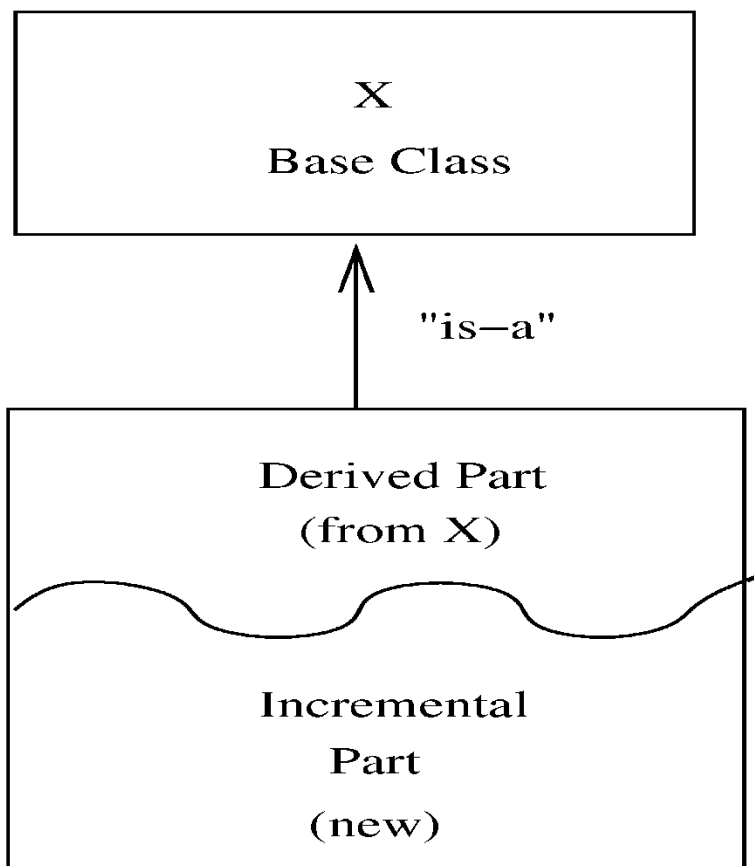 X
Base Class
"is–a"
Derived Part
(from X)
Incremental
Part
(new)